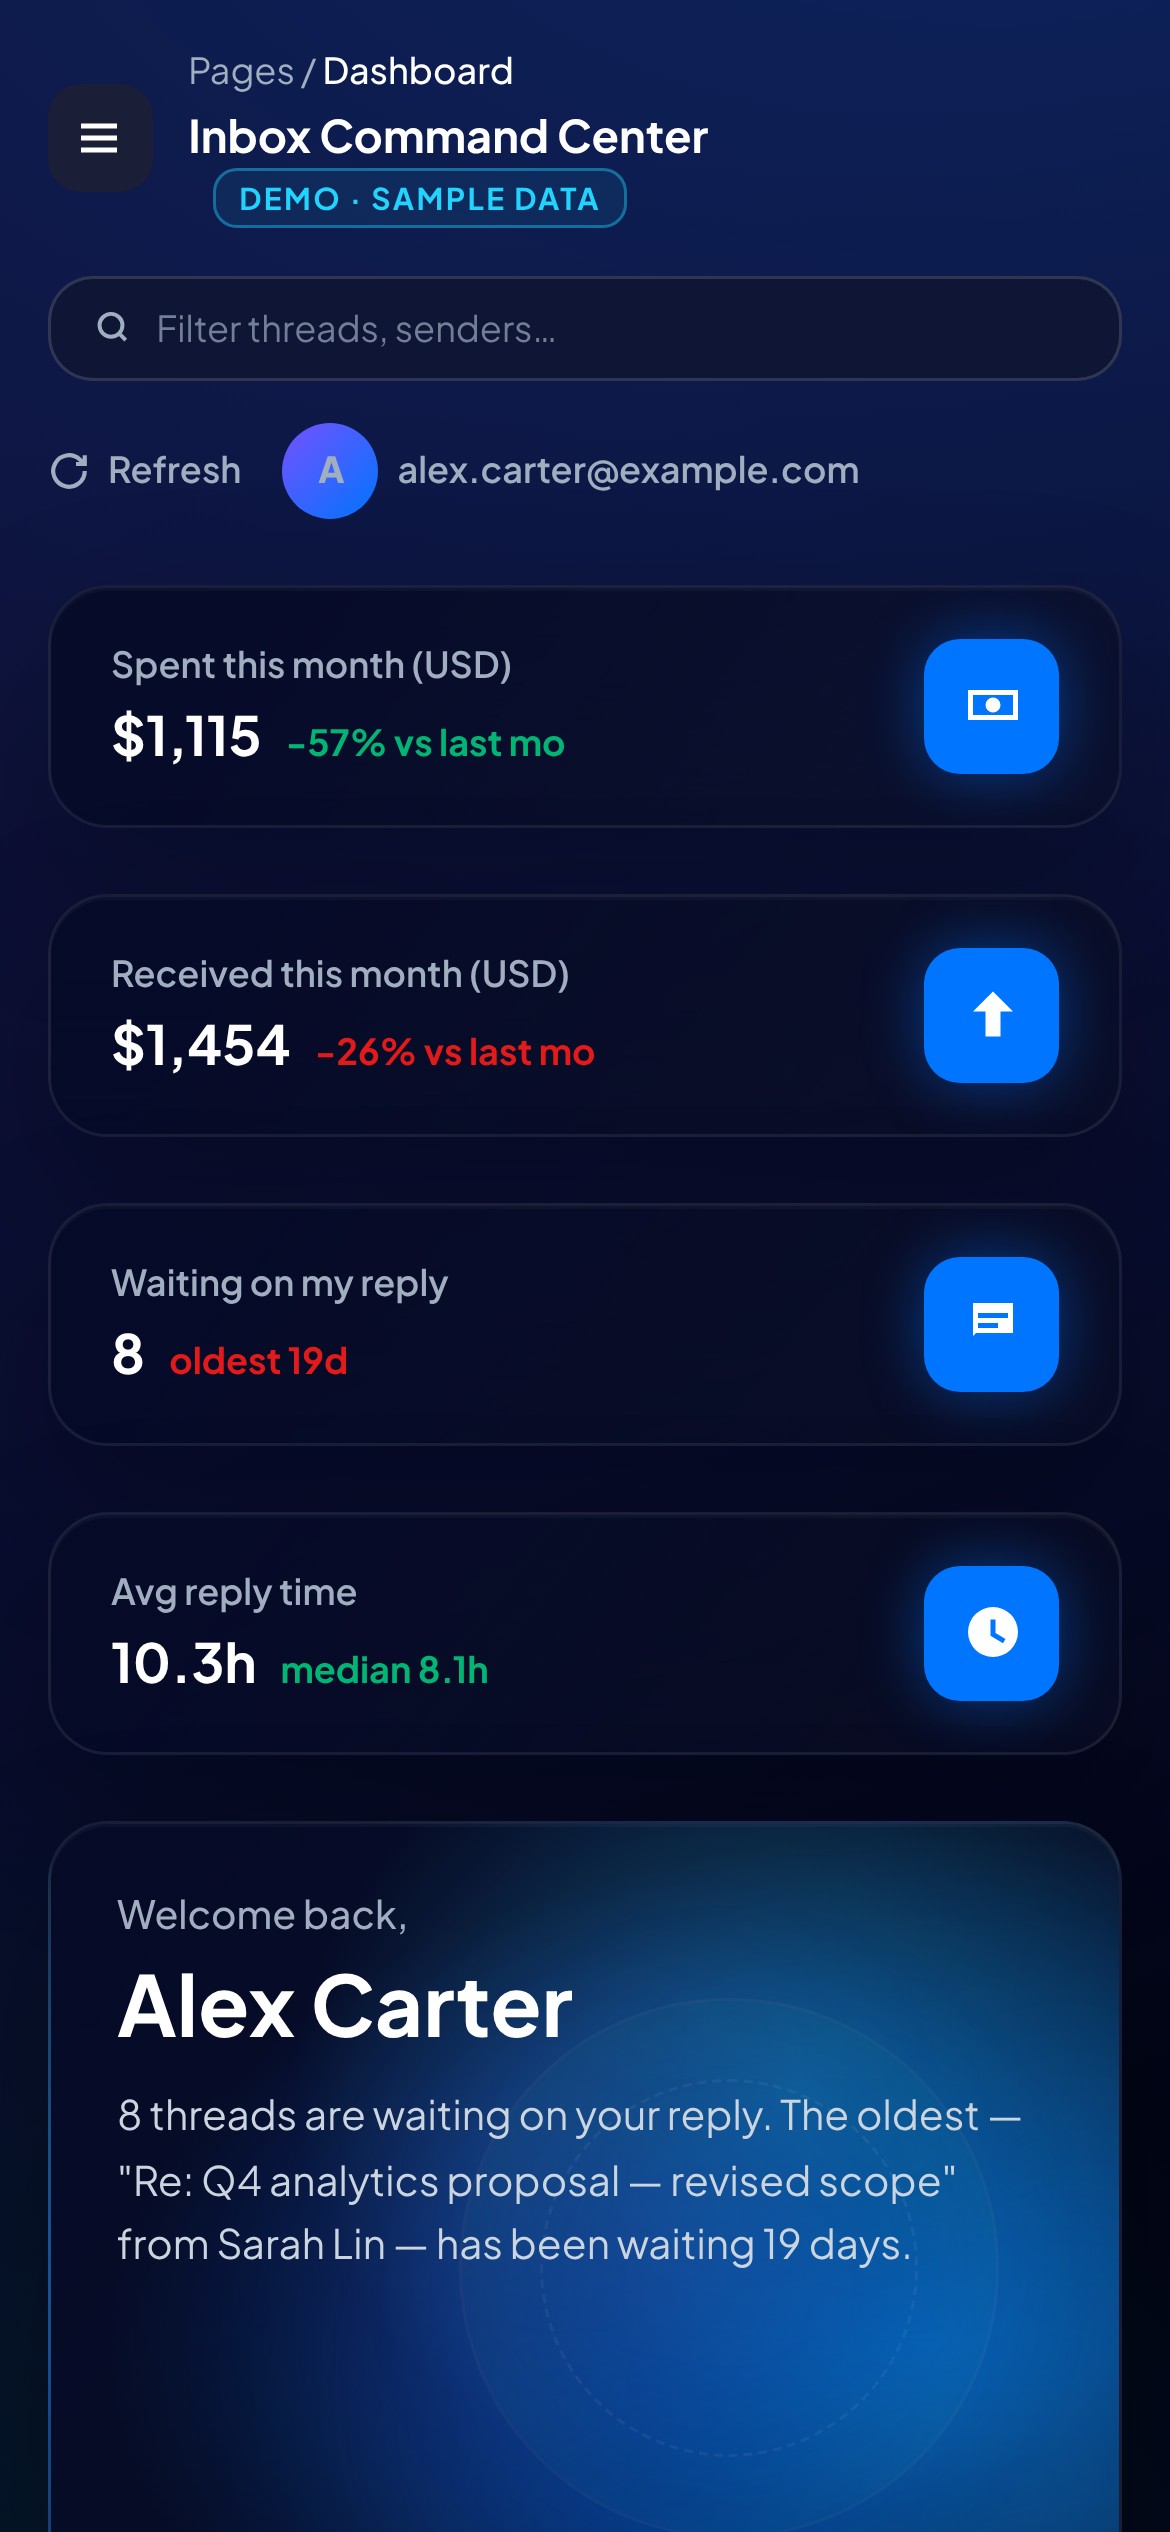 Pages / Dashboard
Inbox Command Center
DEMO · SAMPLE DATA
Filter threads, senders…
Refresh A alex.carter@example.com
Spent this month (USD)
$1,115 -57% vs last mo
Received this month (USD)
$1,454 -26% vs last mo
Waiting on my reply
8 oldest 19d
Avg reply time
10.3h median 8.1h
Welcome back,
Alex Carter
8 threads are waiting on your reply. The oldest —
"Re: Q4 analytics proposal — revised scope"
from Sarah Lin — has been waiting 19 days.